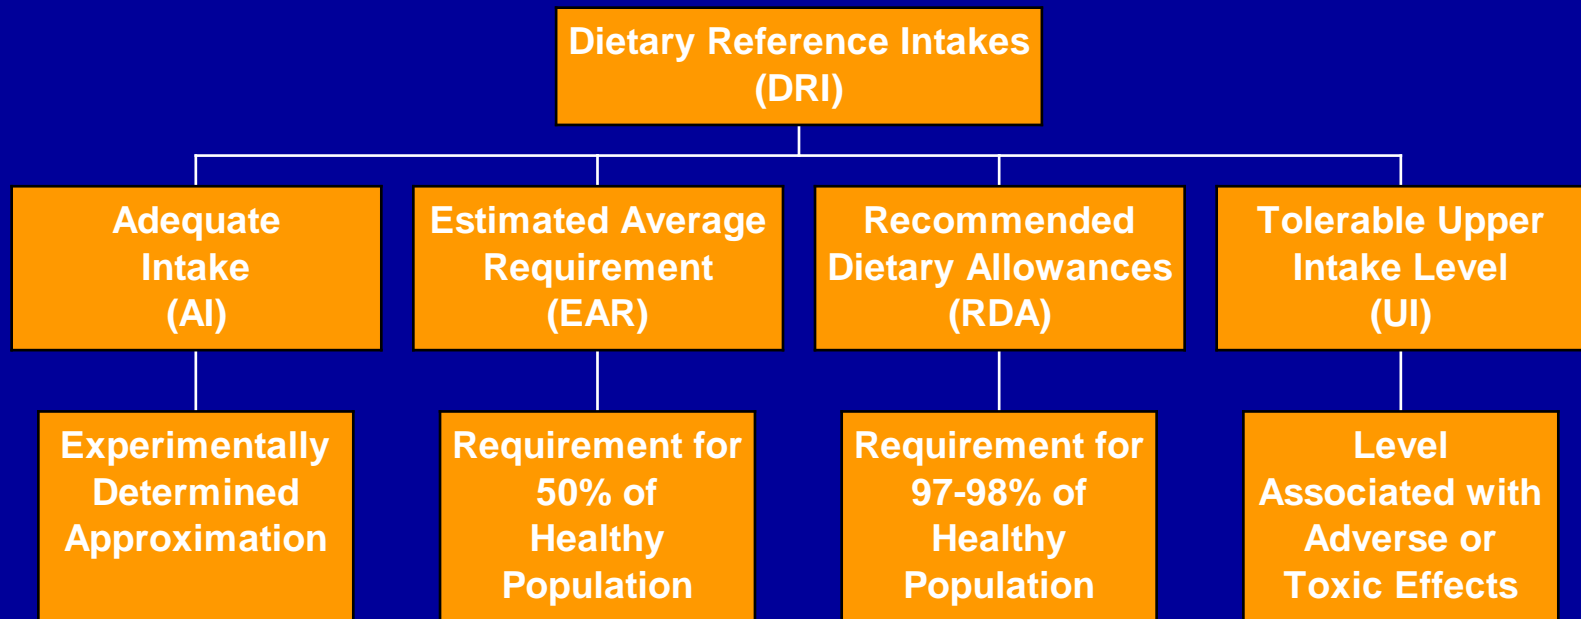 Dietary Reference Intakes
(DRI)
Adequate
Intake
(AI)
Estimated Average
Requirement
(EAR)
Recommended
Dietary Allowances
(RDA)
Tolerable Upper
Intake Level
(UI)
Experimentally
Determined
Approximation
Requirement for
50% of
Healthy
Population
Requirement for
97-98% of
Healthy
Population
Level
Associated with
Adverse or
Toxic Effects